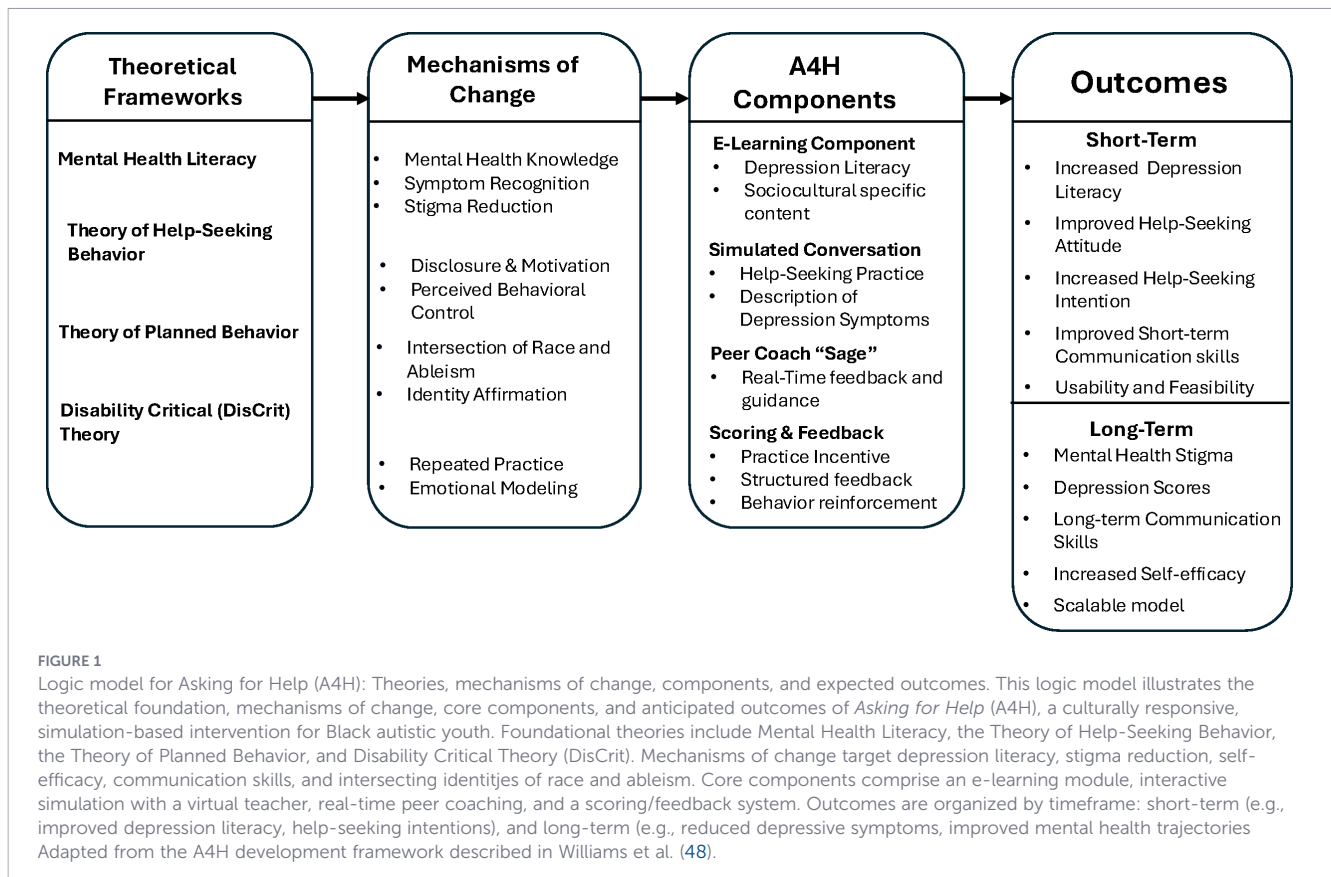 Theoretical
Frameworks
Mental Health Literacy
Theory of Help-Seeking
Behavior
Theory of Planned Behavior
Disability Critical (DisCrit)
Theory
Mechanisms of
Change
• Mental Health Knowledge
• Symptom Recognition
• Stigma Reduction
• Disclosure & Motivation
• Perceived Behavioral
Control
• Intersection of Race and
Ableism
• Identity Affirmation
• Repeated Practice
• Emotional Modeling
A4H
Components
E-Learning Component
• Depression Literacy
• Sociocultural specific
content
Simulated Conversation
• Help-Seeking Practice
• Description of
Depression Symptoms
Peer Coach “Sage”
• Real-Time feedback and
guidance
Scoring & Feedback
• Practice Incentive
• Structured feedback
• Behavior reinforcement
Outcomes
Short-Term
• Increased Depression
Literacy
• Improved Help-Seeking
Attitude
• Increased Help-Seeking
Intention
• Improved Short-term
Communication skills
• Usability and Feasibility
Long-Term
• Mental Health Stigma
• Depression Scores
• Long-term Communication
Skills
• Increased Self-efficacy
• Scalable model
FIGURE 1
Logic model for Asking for Help (A4H): Theories, mechanisms of change, components, and expected outcomes. This logic model illustrates the
theoretical foundation, mechanisms of change, core components, and anticipated outcomes of Asking for Help (A4H), a culturally responsive,
simulation-based intervention for Black autistic youth. Foundational theories include Mental Health Literacy, the Theory of Help-Seeking Behavior,
the Theory of Planned Behavior, and Disability Critical Theory (DisCrit). Mechanisms of change target depression literacy, stigma reduction, self-
efficacy, communication skills, and intersecting identitjes of race and ableism. Core components comprise an e-learning module, interactive
simulation with a virtual teacher, real-time peer coaching, and a scoring/feedback system. Outcomes are organized by timeframe: short-term (e.g.,
improved depression literacy, help-seeking intentions), and long-term (e.g., reduced depressive symptoms, improved mental health trajectories
Adapted from the A4H development framework described in Williams et al. (48).